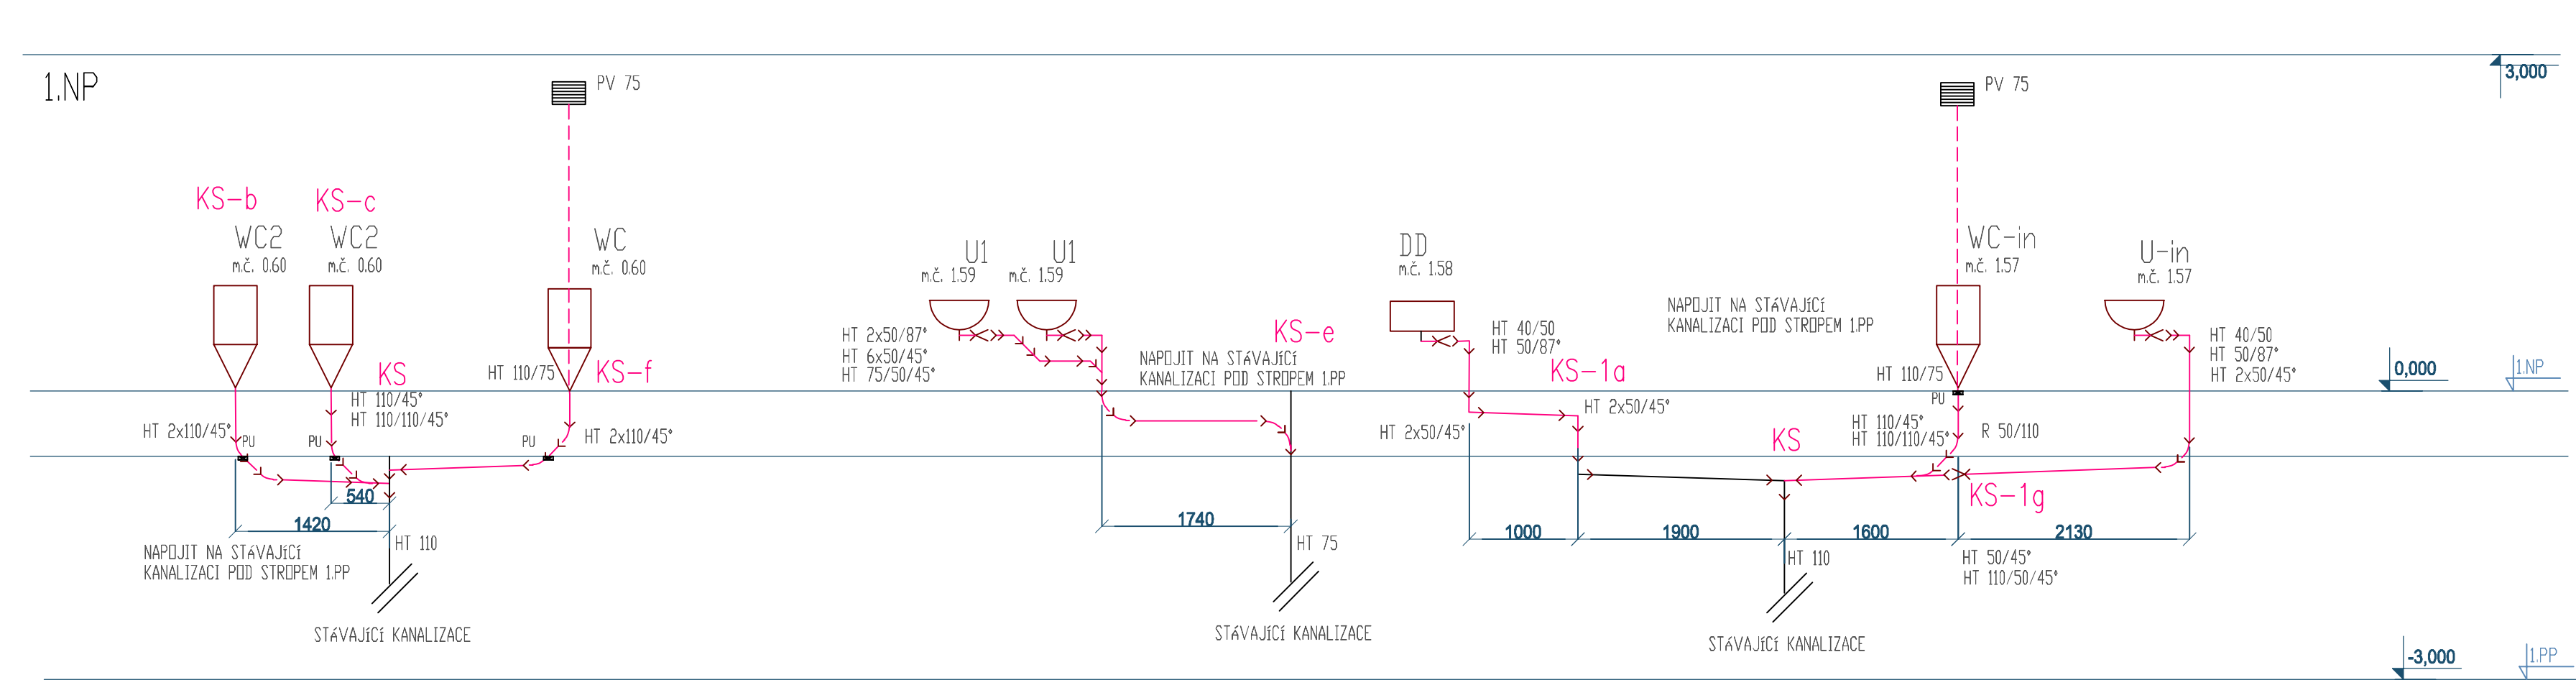 1.NP
PV 75
PV 75
3,000
KS-b
KS-c
WC2
m.č. 0.60
WC2
m.č. 0.60
WC
m.č. 0.60
U1
m.č. 1.59
U1
m.č. 1.59
DD
m.č. 1.58
WC-in
m.č. 1.57
U-in
m.č. 1.57
KS
HT 110/75
KS-f
HT 2x50/87°
HT 6x50/45°
HT 75/50/45°
KS-e
NAPOJIT NA STÁVAJÍCÍ
KANALIZACI POD STROPEM 1.PP
HT 40/50
HT 50/87°
KS-1a
NAPOJIT NA STÁVAJÍCÍ
KANALIZACI POD STROPEM 1.PP
HT 110/75
HT 40/50
HT 50/87°
HT 2x50/45°
0,000
1.NP
HT 110/45°
HT 110/110/45°
HT 2x110/45°
PU
PU
PU
HT 2x110/45°
HT 2x50/45°
HT 2x50/45°
PU
HT 110/45°
HT 110/110/45°
R 50/110
KS
KS-1g
540
1420
1740
1000
1900
1600
2130
NAPOJIT NA STÁVAJÍCÍ
KANALIZACI POD STROPEM 1.PP
HT 110
HT 75
HT 110
HT 50/45°
HT 110/50/45°
STÁVAJÍCÍ KANALIZACE
STÁVAJÍCÍ KANALIZACE
STÁVAJÍCÍ KANALIZACE
-3,000
1.PP